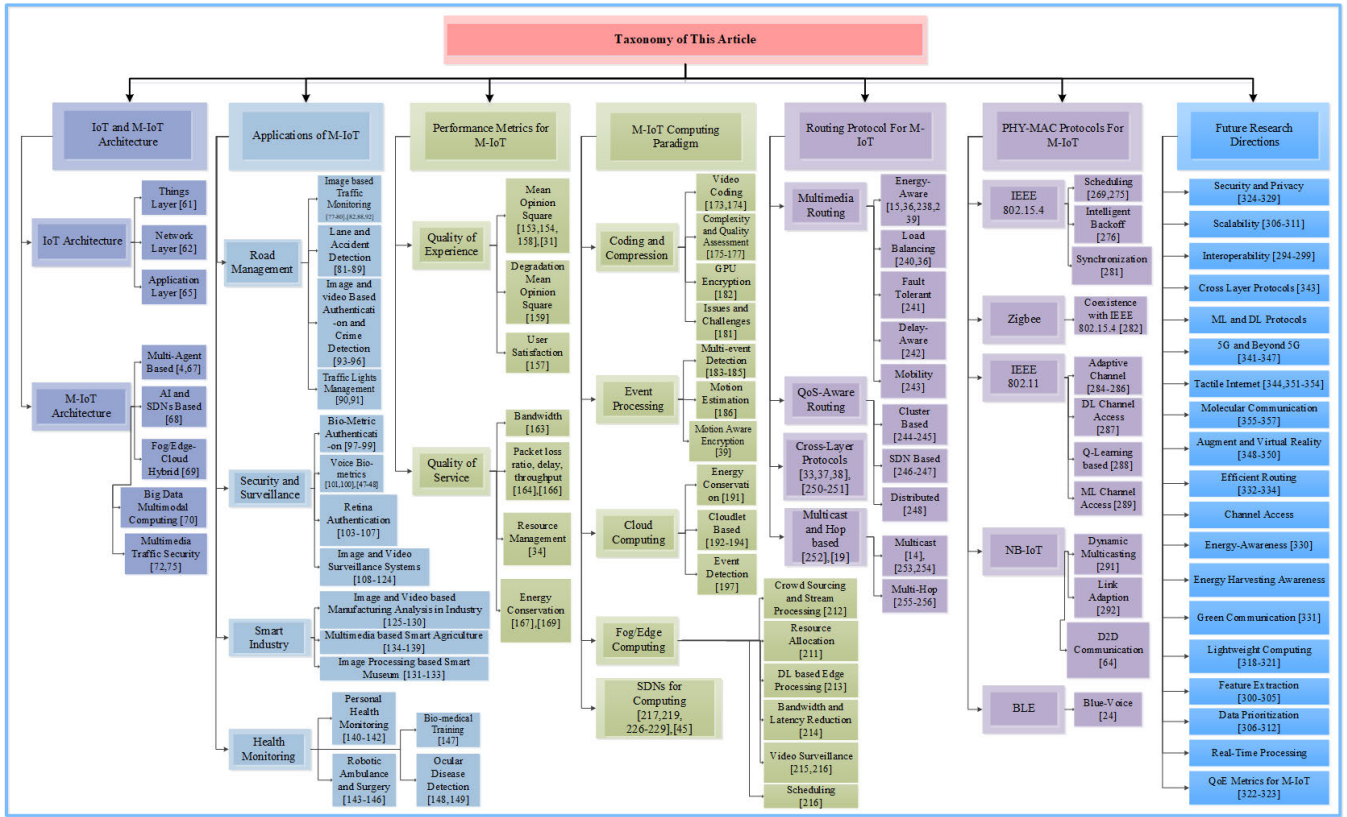 Taxonomy of This Article
IoT and M-IoT
Architecture
IoT Architecture
Things
Layer [61]
Network
Layer [62]
Application
Layer [65]
M-IoT
Architecture
Multi-Agent
Based [4,67]
AI and
SDNs Based
[68]
Fog/Edge-
Cloud
Hybrid [69]
Big Data
Multimodal
Computing [70]
Multimedia
Traffic Security
[72,75]
Applications of M-IoT
Road
Management
Image based
Traffic
Monitoring
[77-80],[82,88,92]
Lane and
Accident
Detection
[81-89]
Image and
video Based
Authenticati
-on and
Crime
Detection
[93-96]
Traffic Lights
Management
[90,91]
Security and
Surveillance
Bio-Metric
Authenticati
-on [97-99]
Voice Bio-
metrics
[101,100],[47-48]
Retina
Authentication
[103-107]
Image and Video
Surveillance Systems
[108-124]
Smart
Industry
Image and Video based
Manufacturing Analysis in Industry
[125-130]
Multimedia based Smart Agriculture
[134-139]
Image Processing based Smart
Museum [131-133]
Health
Monitoring
Personal
Health
Monitoring
[140-142]
Robotic
Ambulance
and Surgery
[143-146]
Bio-medical
Training
[147]
Ocular
Disease
Detection
[148,149]
Performance Metrics for
M-IoT
Quality of
Experience
Mean
Opinion
Square
[153,154,
158],[31]
Degradation
Mean
Opinion
Square
[159]
User
Satisfaction
[157]
Quality of
Service
Bandwidth
[163]
Packet loss
ratio, delay,
throughput
[164],[166]
Resource
Management
[34]
Energy
Conservation
[167],[169]
M-IoT Computing
Paradigm
Coding and
Compression
Video
Coding
[173,174]
Complexity
and Quality
Assessment
[175-177]
GPU
Encryption
[182]
Issues and
Challenges
[181]
Event
Processing
Multi-event
Detection
[183-185]
Motion
Estimation
[186]
Motion Aware
Encryption
[39]
Cloud
Computing
Energy
Conservati
on [191]
Cloudlet
Based
[192-194]
Event
Detection
[197]
Fog/Edge
Computing
Crowd Sourcing
and Stream
Processing [212]
Resource
Allocation
[211]
DL based Edge
Processing [213]
Bandwidth and
Latency Reduction
[214]
Video Surveillance
[215,216]
Scheduling
[216]
SDNs for
Computing
[217,219,
226-229],[45]
Routing Protocol For M-
IoT
Multimedia
Routing
Energy-
Aware
[15,36,238,2
39]
Load
Balancing
[240,36]
Fault
Tolerant
[241]
Delay-
Aware
[242]
Mobility
[243]
QoS-Aware
Routing
Cluster
Based
[244-245]
SDN Based
[246-247]
Distributed
[248]
Cross-Layer
Protocols
[33,37,38],
[250-251]
Multicast
and Hop
based
[252],[19]
Multicast
[14],
[253,254]
Multi-Hop
[255-256]
PHY-MAC Protocols For
M-IoT
IEEE
802.15.4
Scheduling
[269,275]
Intelligent
Backoff
[276]
Synchronization
[281]
Zigbee
Coexistence
with IEEE
802.15.4 [282]
IEEE
802.11
Adaptive
Channel
[284-286]
DL Channel
Access
[287]
Q-Learning
based [288]
ML Channel
Access [289]
NB-IoT
Dynamic
Multicasting
[291]
Link
Adaption
[292]
D2D
Communication
[64]
BLE
Blue-Voice
[24]
Future Research
Directions
Security and Privacy
[324-329]
Scalability [306-311]
Interoperability [294-299]
Cross Layer Protocols [343]
ML and DL Protocols
5G and Beyond 5G
[341-347]
Tactile Internet [344,351-354]
Molecular Communication
[355-357]
Augment and Virtual Reality
[348-350]
Efficient Routing
[332-334]
Channel Access
Energy-Awareness [330]
Energy Harvesting Awareness
Green Communication [331]
Lightweight Computing
[318-321]
Feature Extraction
[300-305]
Data Prioritization
[306-312]
Real-Time Processing
QoE Metrics for M-IoT
[322-323]